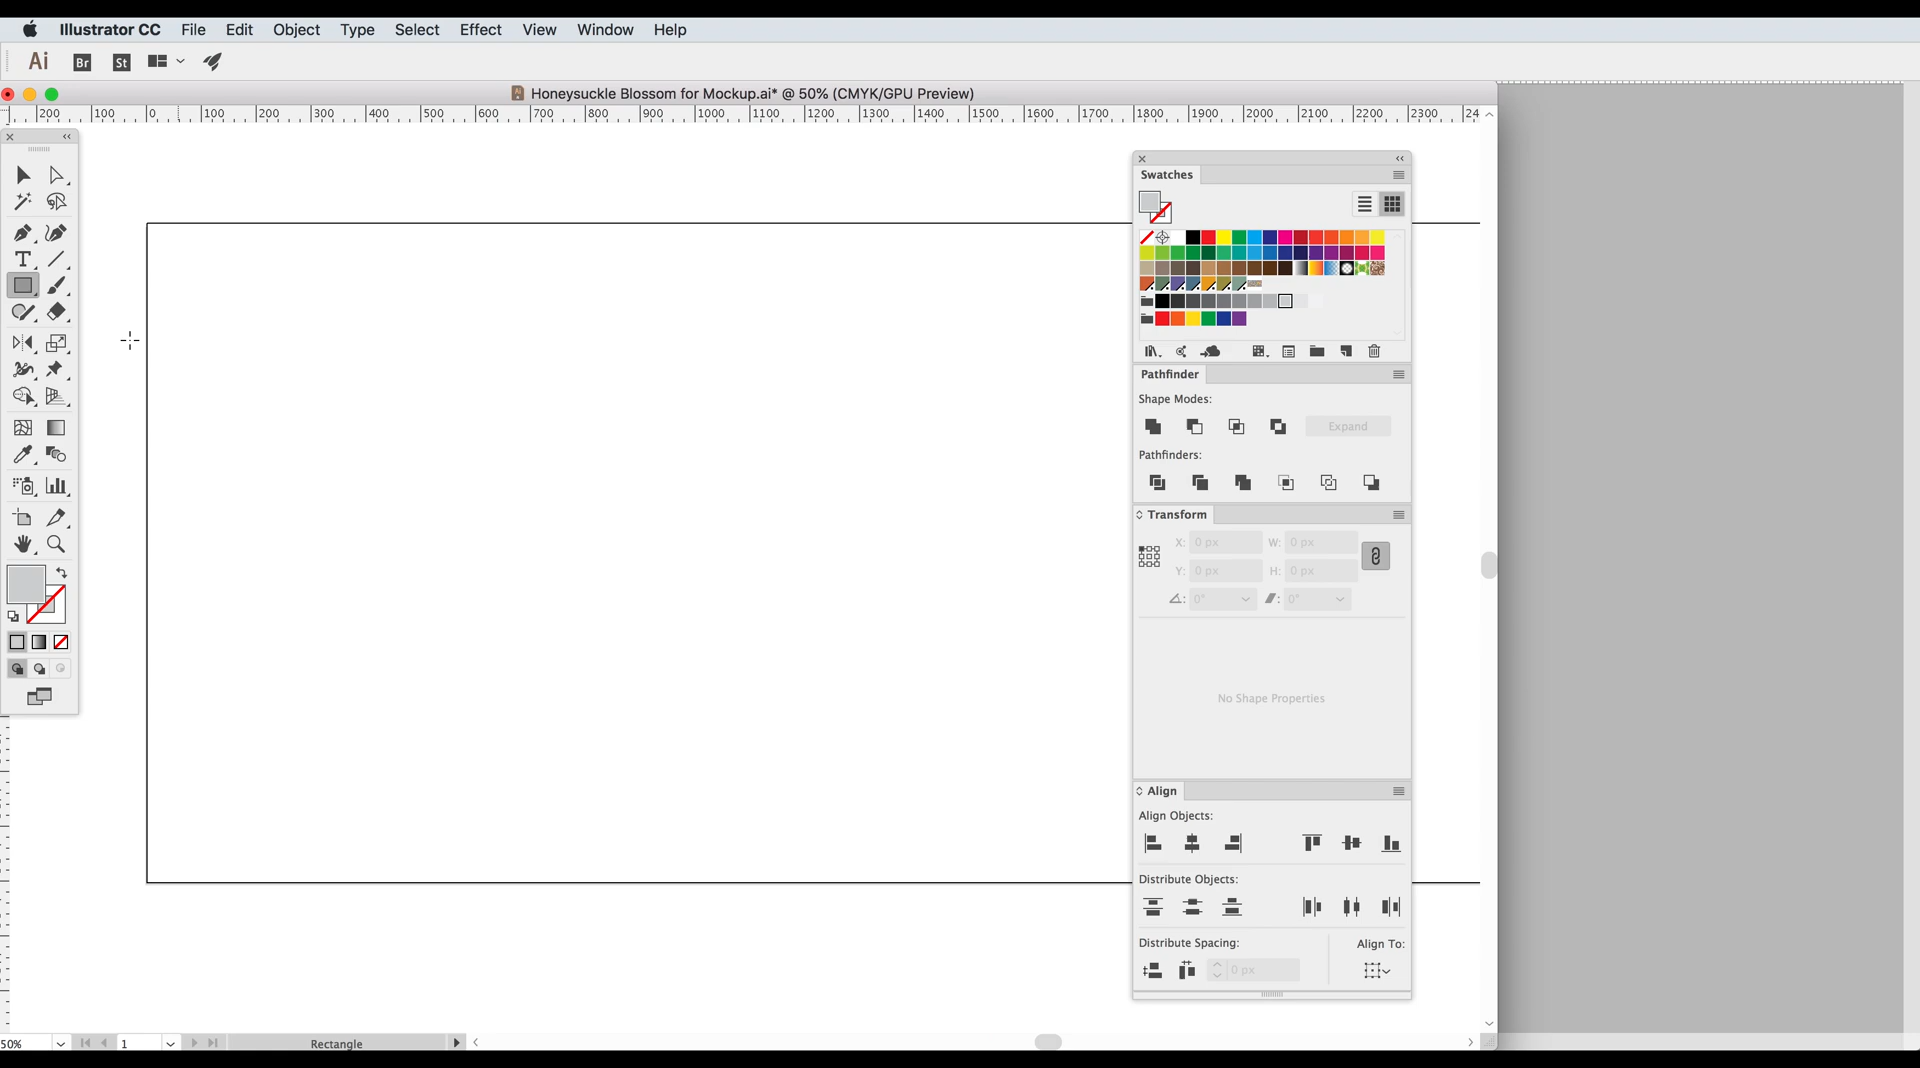 Illustrator CC File Edit Object Type Select Effect View Window Help
Ai Br St
Honeysuckle Blossom for Mockup.ai* @ 50% (CMYK/GPU Preview)
200 100 0 100 200 300 400 500 600 700 800 900 1000 1100 1200 1300 1400 1500 1600 1700 1800 1900 2000 2100 2200 2300 24
Swatches
Pathfinder
Shape Modes:
Expand
Pathfinders:
Transform
X: 0 px W: 0 px
Y: 0 px H: 0 px
0° 0°
No Shape Properties
Align
Align Objects:
Distribute Objects:
Distribute Spacing: Align To:
0 px
50% 1 Rectangle